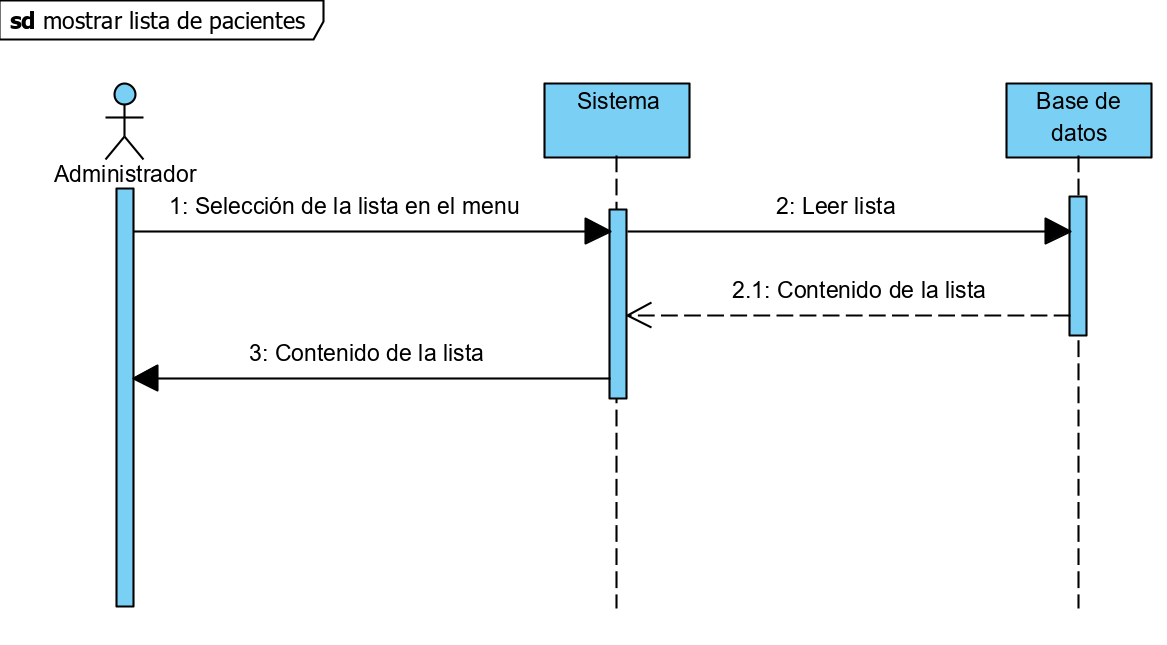 sd mostrar lista de pacientes
Administrador
Sistema
Base de
datos
1: Selección de la lista en el menu
2: Leer lista
2.1: Contenido de la lista
3: Contenido de la lista